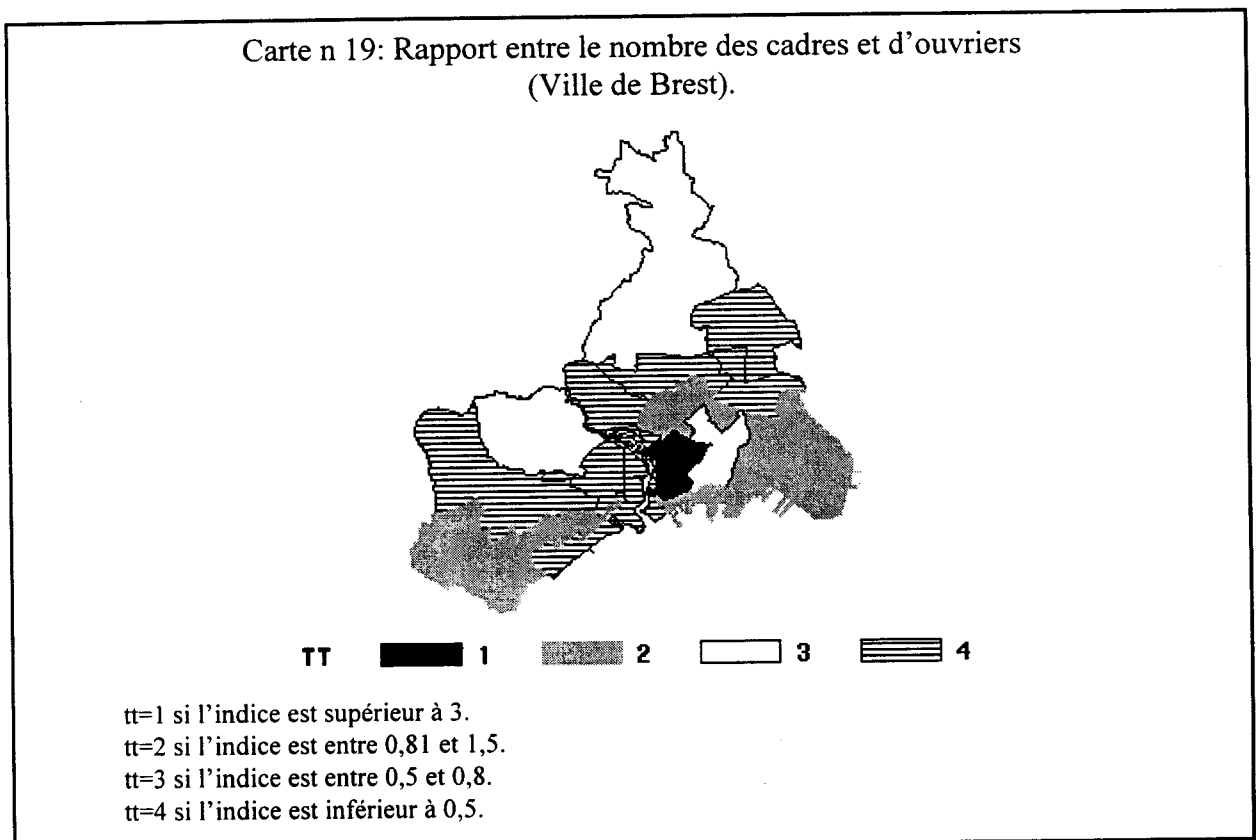 Carte n 19: Rapport entre le nombre des cadres et d'ouvriers
(Ville de Brest).
TT 1 2 3 4
tt=1 si l'indice est supérieur à 3.
tt=2 si l'indice est entre 0,81 et 1,5.
tt=3 si l'indice est entre 0,5 et 0,8.
tt=4 si l'indice est inférieur à 0,5.